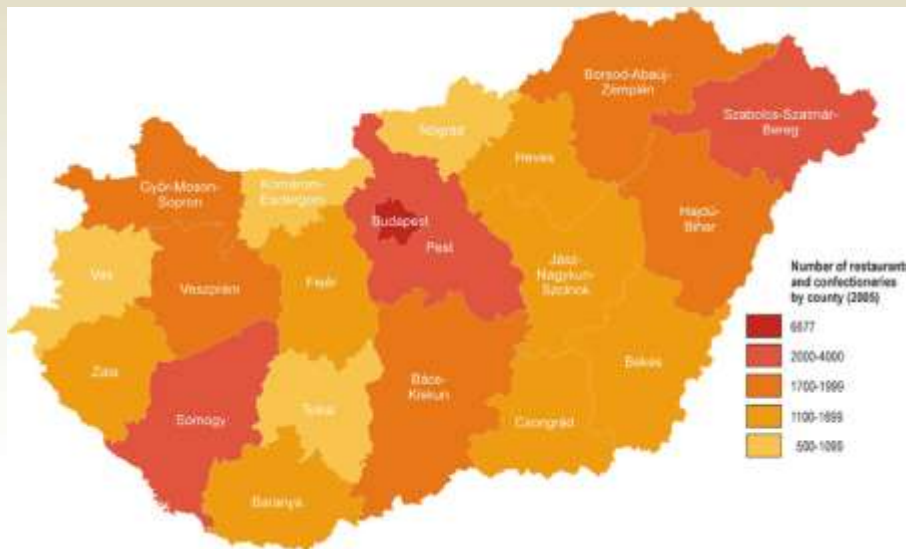 Borsod-Abaúj-
Zemplén
Szabolcs-Szatmár-
Bereg
Nógrád
Heves
Győr-Moson-
Sopron
Komárom-
Esztergom
Budapest
Pest
Hajdú-
Bihar
Vas
Veszprém
Fejér
Jász-
Nagykun-
Szolnok
Zala
Somogy
Tolna
Bács-
Kiskun
Békés
Csongrád
Baranya
Number of restaurants
and confectioneries
by county (2005)
6677
2000-4000
1700-1999
1100-1699
500-1099